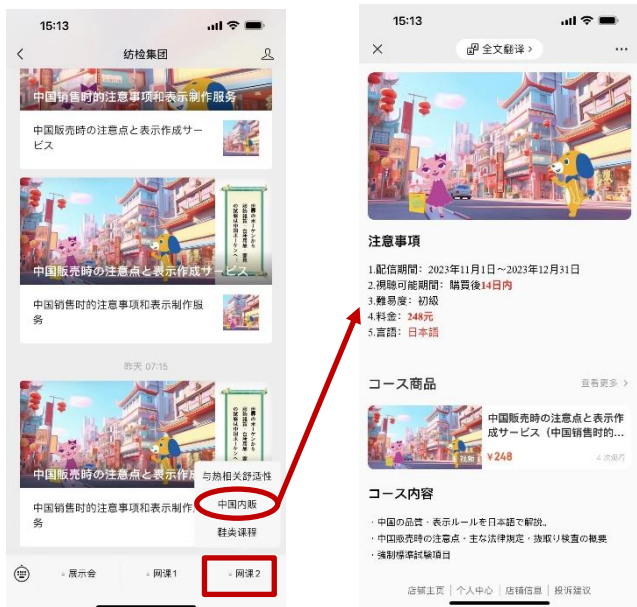 15:13
纺检集团
中国销售时的注意事项和表示制作服务
中国販売時の注意点と表示作成サー
ビス
中国販売時の注意点と表示作成サービス
中国销售时的注意事项和表示制作服
务
昨天 07:15
中国販売時の注意点と表示作成
中国销售时的注意事项和表示制作
务
与热相关舒适性
中国内販
鞋类课程
展示会
网课1
网课2
15:13
全文翻译
注意事項
1.配信期間：2023年11月1日～2023年12月31日
2.視聴可能期間：購買後14日内
3.難易度：初級
4.料金：248元
5.言語：日本語
コース商品
查看更多
中国販売時の注意点と表示作
成サービス（中国销售时的...
视频
¥248
コース内容
・中国の品質・表示ルールを日本語で解説。
・中国販売時の注意点・主な法律規定・抜取り検査の概要
・強制標準試験項目
店铺主页 | 个人中心 | 店铺信息 | 投诉建议